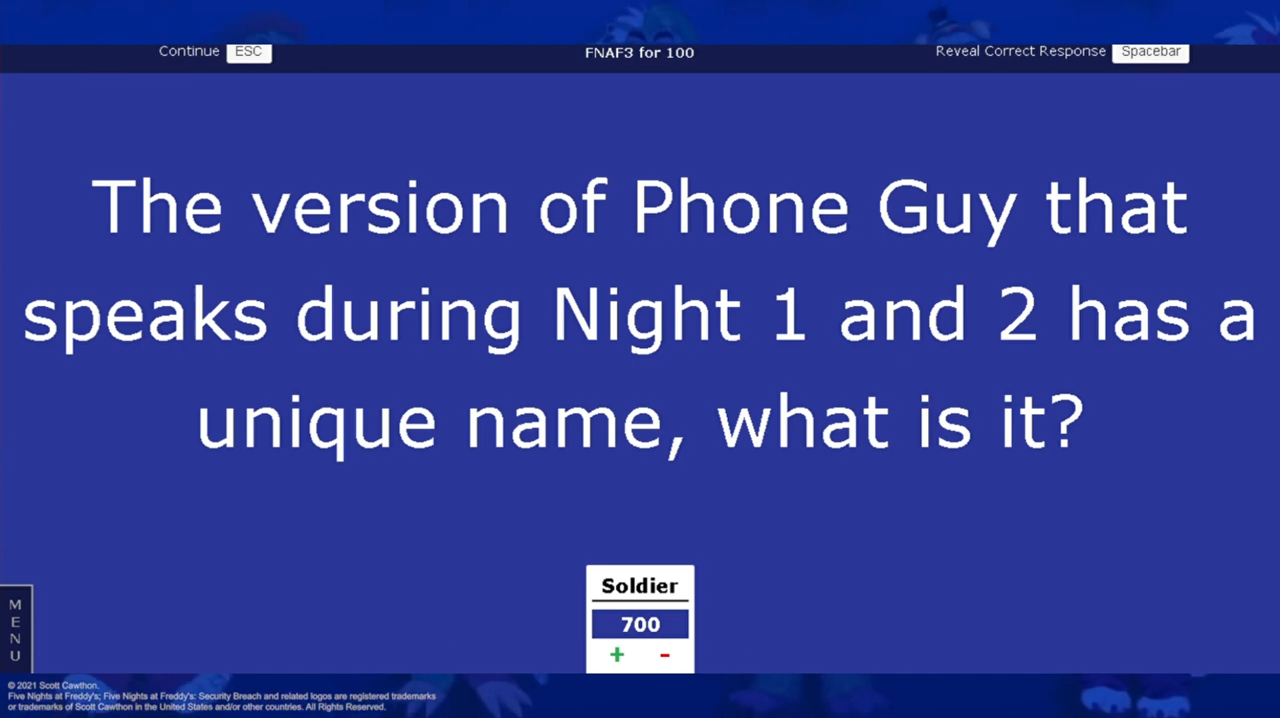 Continue ESC
FNAF3 for 100
Reveal Correct Response Spacebar
The version of Phone Guy that
speaks during Night 1 and 2 has a
unique name, what is it?
Soldier
700
+ -
M
E
N
U
© 2021 Scott Cawthon.
Five Nights at Freddy's; Five Nights at Freddy's: Security Breach and related logos are registered trademarks
or trademarks of Scott Cawthon in the United States and/or other countries. All Rights Reserved.